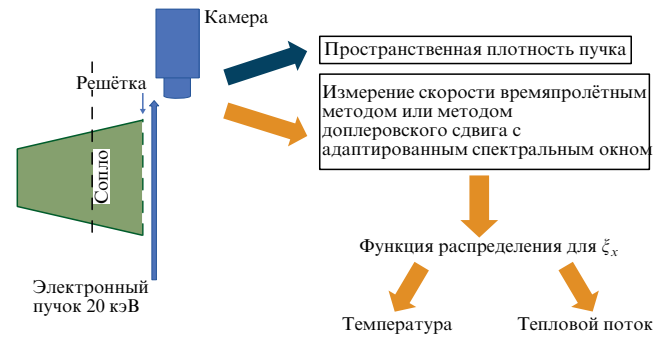 Камера
Пространственная плотность пучка
Решётка
Измерение скорости времяпролётным
методом или методом
доплеровского сдвига с
адаптированным спектральным окном
Сопло
Функция распределения для ξₓ
Электронный
пучок 20 кэВ
Температура
Тепловой поток